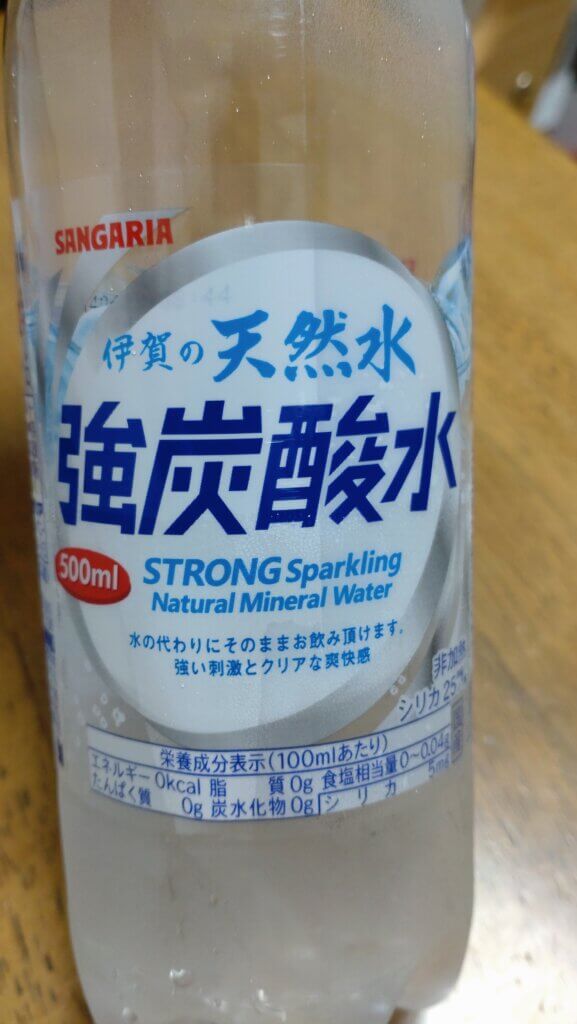 SANGARIA
伊賀の天然水
強炭酸水
500ml
STRONG Sparkling
Natural Mineral Water
水の代わりにそのままお飲み頂けます。
強い刺激とクリアな爽快感
非加熱
シリカ25
国産
栄養成分表示(100mlあたり)
エネルギー0kcal 脂 質0g 食塩相当量0〜0.04g
たんぱく質 0g 炭水化物0g シリカ 5mg